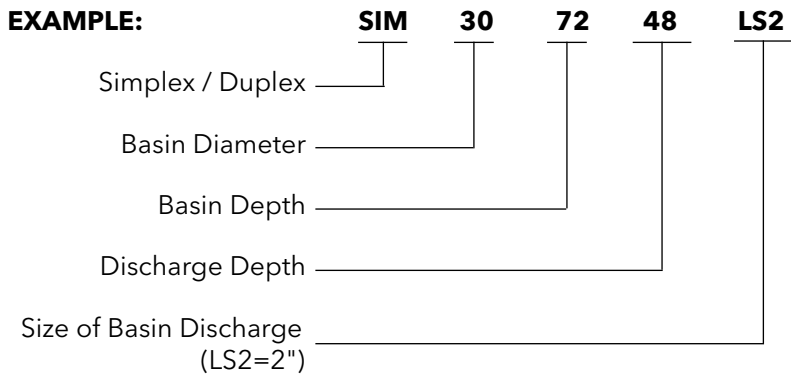 EXAMPLE: SIM 30 72 48 LS2
Simplex / Duplex
Basin Diameter
Basin Depth
Discharge Depth
Size of Basin Discharge
(LS2=2")